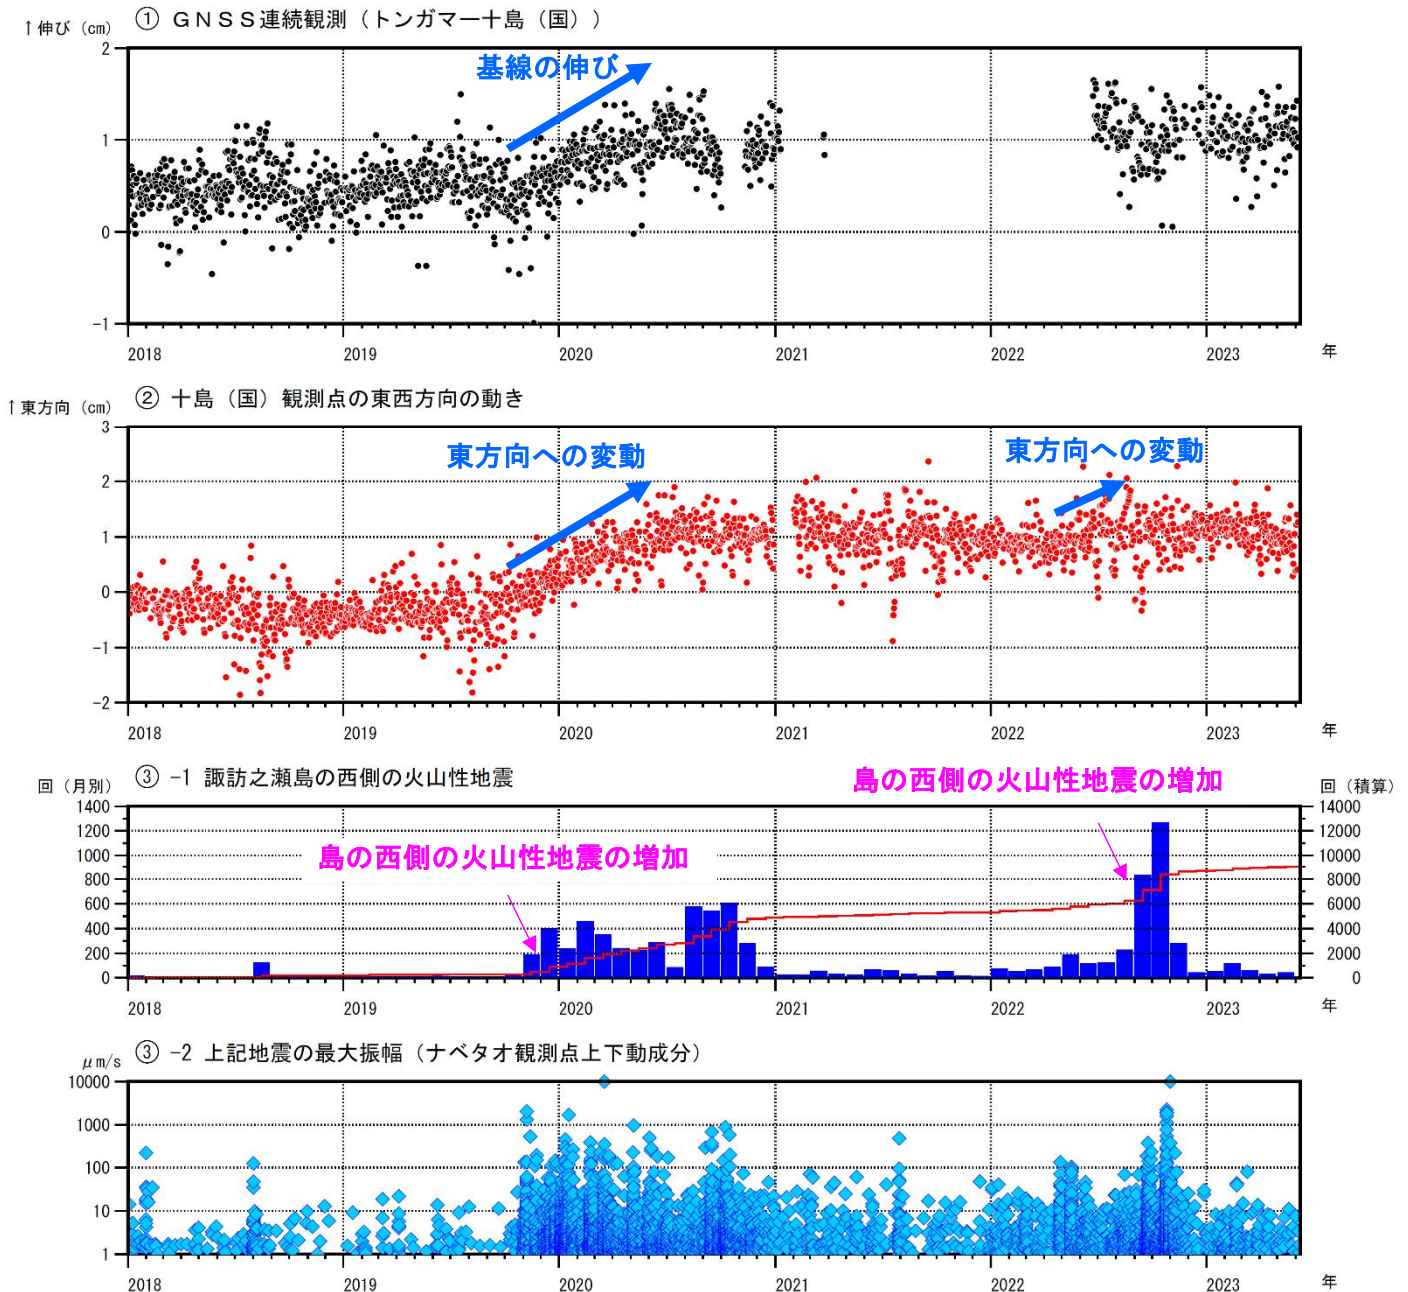 ① ＧＮＳＳ連続観測（トンガマー十島（国））
↑伸び（cm）
基線の伸び
2
1
0
-1
2018 2019 2020 2021 2022 2023 年
② 十島（国）観測点の東西方向の動き
↑東方向（cm）
東方向への変動 東方向への変動
3
2
1
0
-1
-2
2018 2019 2020 2021 2022 2023 年
③ -1 諏訪之瀬島の西側の火山性地震
回（月別） 回（積算）
島の西側の火山性地震の増加
島の西側の火山性地震の増加
1400 14000
1200 12000
1000 10000
800 8000
600 6000
400 4000
200 2000
0 0
2018 2019 2020 2021 2022 2023 年
③ -2 上記地震の最大振幅（ナベタオ観測点上下動成分）
μm/s
10000
1000
100
10
1
2018 2019 2020 2021 2022 2023 年